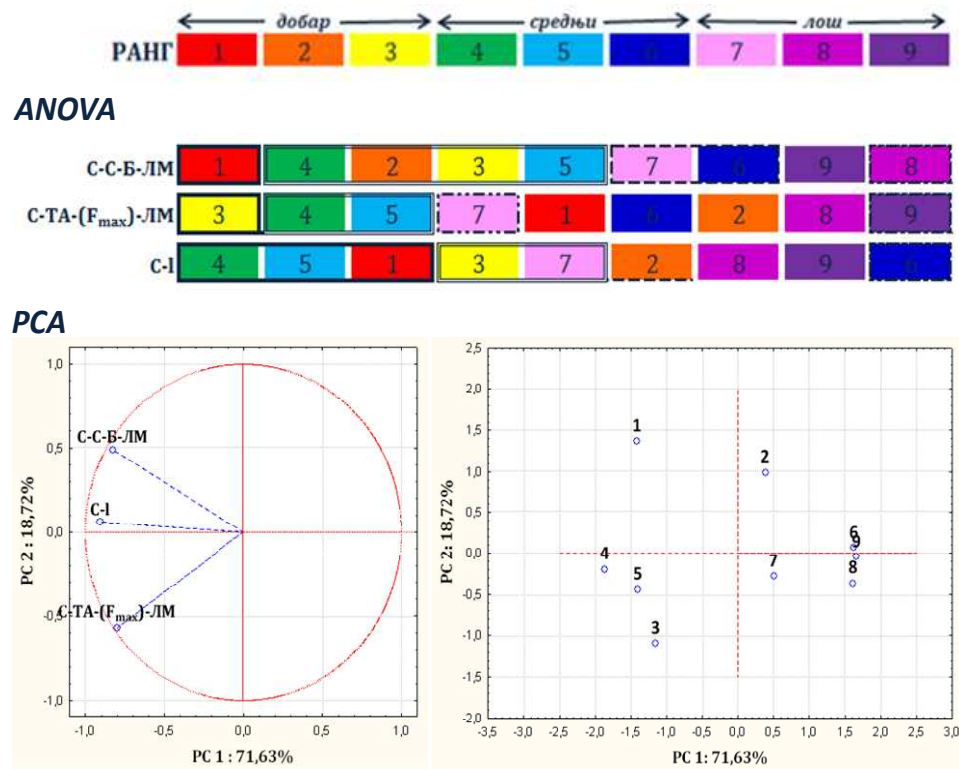 добар средњи лош
РАНГ 1 2 3 4 5 6 7 8 9
ANOVA
С-С-Б-ЛМ 1 4 2 3 5 7 6 9 8
С-ТА-(Fmax)-ЛМ 3 4 5 7 1 6 2 8 9
С-l 4 5 1 3 7 2 8 9 6
PCA
1,0
С-С-Б-ЛМ
0,5
С-l
0,0
С-ТА-(Fmax)-ЛМ
-0,5
-1,0
-1,0 -0,5 0,0 0,5 1,0
PC 2 : 18,72%
PC 1 : 71,63%
2,5
2,0
1,5
1,0
0,5
0,0
-0,5
-1,0
-1,5
-2,0
1
2
6
9
4
7
8
5
3
-3,5 -3,0 -2,5 -2,0 -1,5 -1,0 -0,5 0,0 0,5 1,0 1,5 2,0 2,5 3,0
PC 2: 18,72%
PC 1: 71,63%